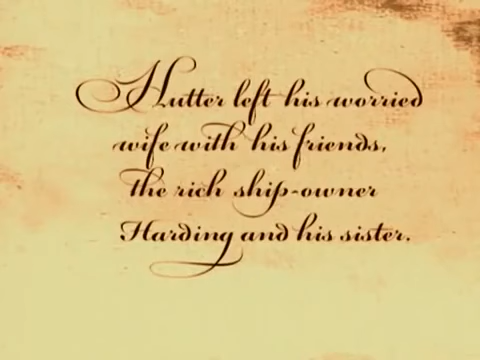 Hutter left his worried
wife with his friends,
the rich ship-owner
Harding and his sister.